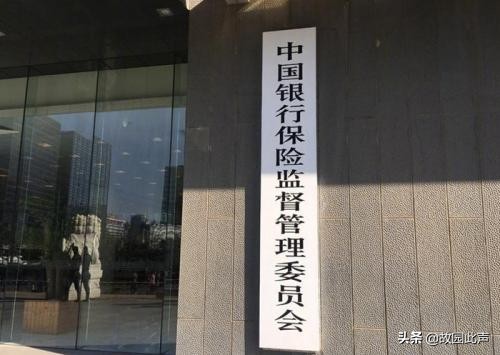 中国银行保险监督管理委员会
头条 @故园此声